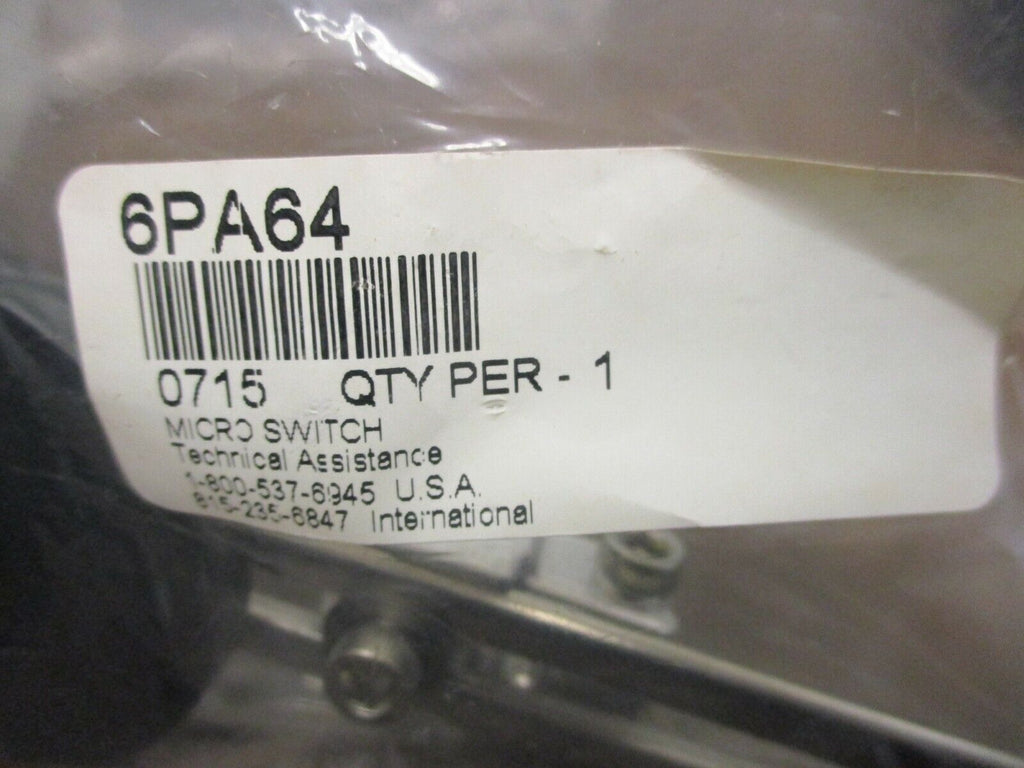 6PA64
0715 QTY PER - 1
MICRO SWITCH
Technical Assistance
1-800-537-6945 U.S.A.
815-235-6847 International